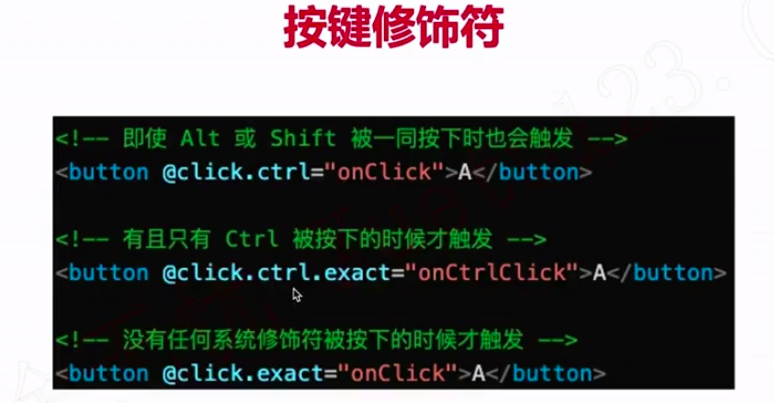 按键修饰符
<!-- 即使 Alt 或 Shift 被一同按下时也会触发 -->
<button @click.ctrl="onClick">A</button>
<!-- 有且只有 Ctrl 被按下的时候才触发 -->
<button @click.ctrl.exact="onCtrlClick">A</button>
<!-- 没有任何系统修饰符被按下的时候才触发 -->
<button @click.exact="onClick">A</button>